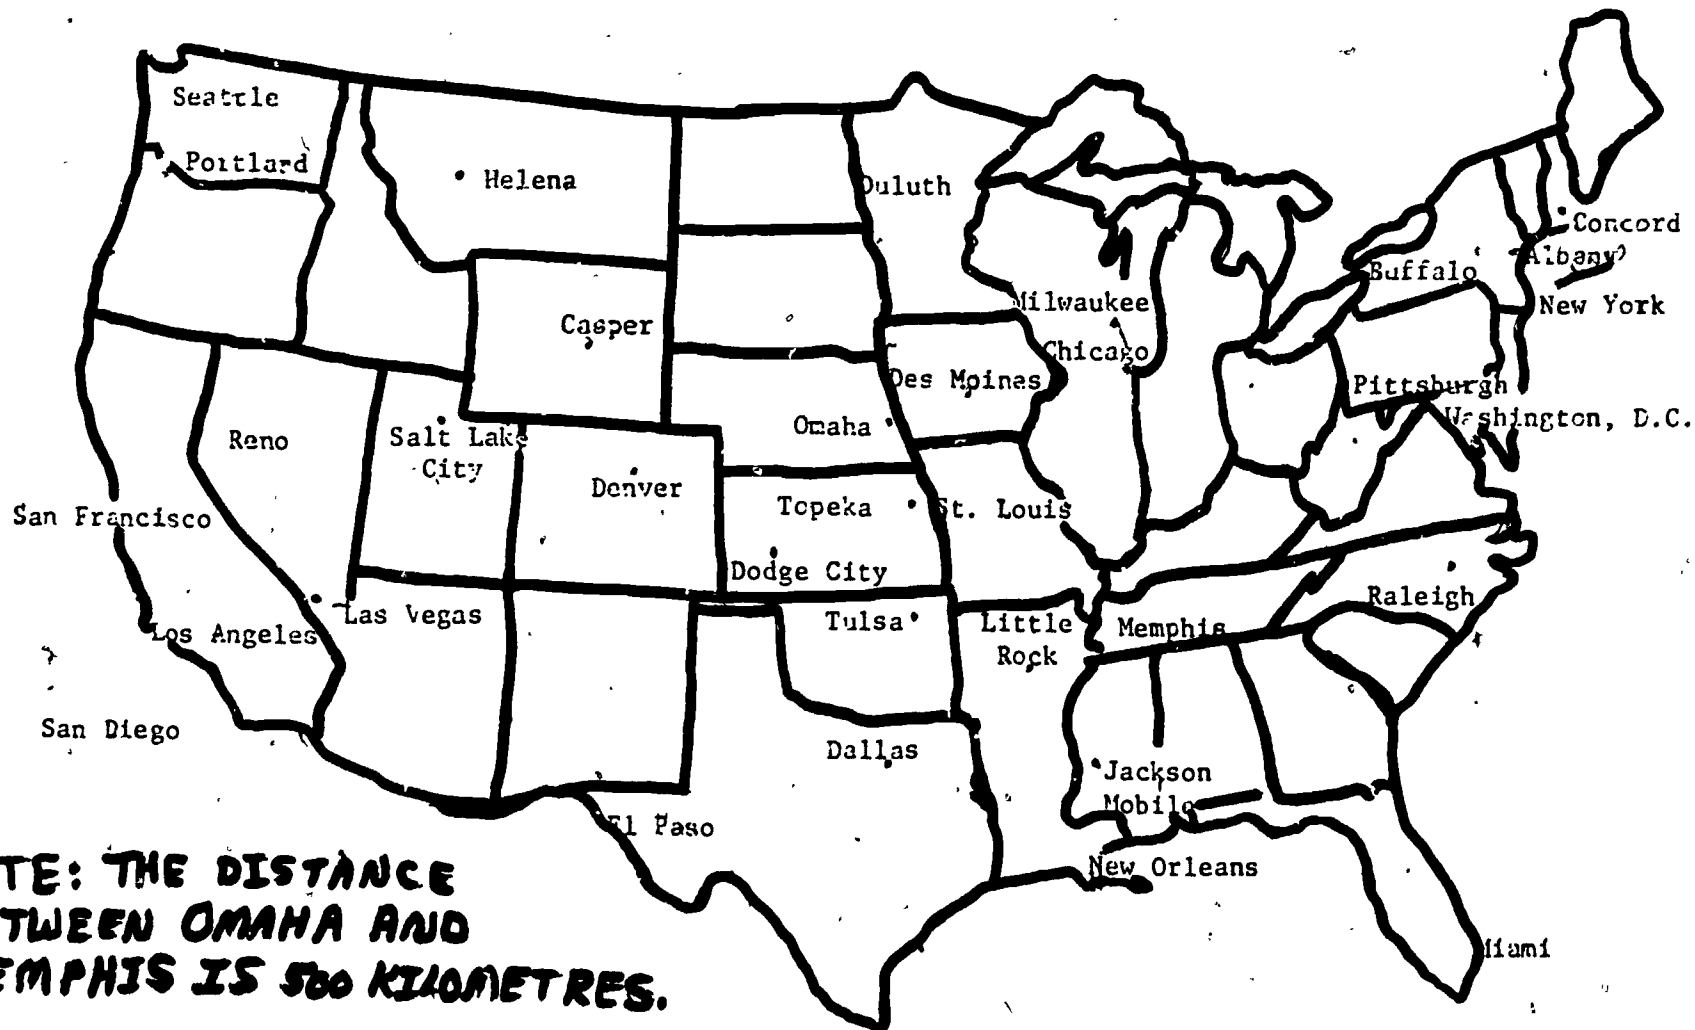 Seattle
Portland
Helena
Duluth
Concord
Albany
Buffalo
New York
Milwaukee
Casper
Chicago
Des Moines
Pittsburgh
Washington, D.C.
Omaha
Reno
Salt Lake
City
Denver
Topeka
St. Louis
San Francisco
Dodge City
Raleigh
Las Vegas
Tulsa
Little
Rock
Memphis
Los Angeles
San Diego
Dallas
Jackson
Mobile
El Paso
New Orleans
TE: THE DISTANCE
TWEEN OMAHA AND
EMPHIS IS 500 KILOMETRES.
Miami